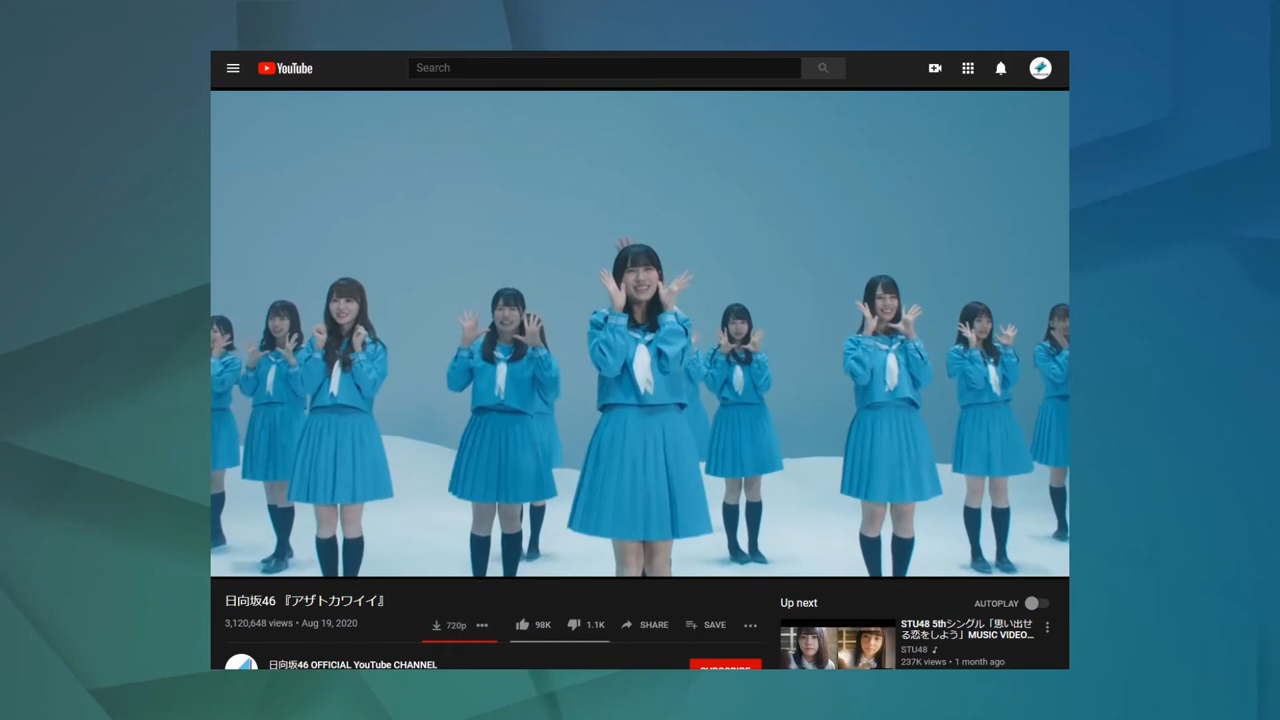 YouTube
Search
日向坂46 『アザトカワイイ』
3,120,648 views • Aug 19, 2020
720p
98K
1.1K
SHARE
SAVE
Up next
AUTOPLAY
STU48 5thシングル「思い出せ
る恋をしよう」MUSIC VIDEO...
STU48
237K views • 1 month ago
日向坂46 OFFICIAL YouTube CHANNEL
SUBSCRIBE